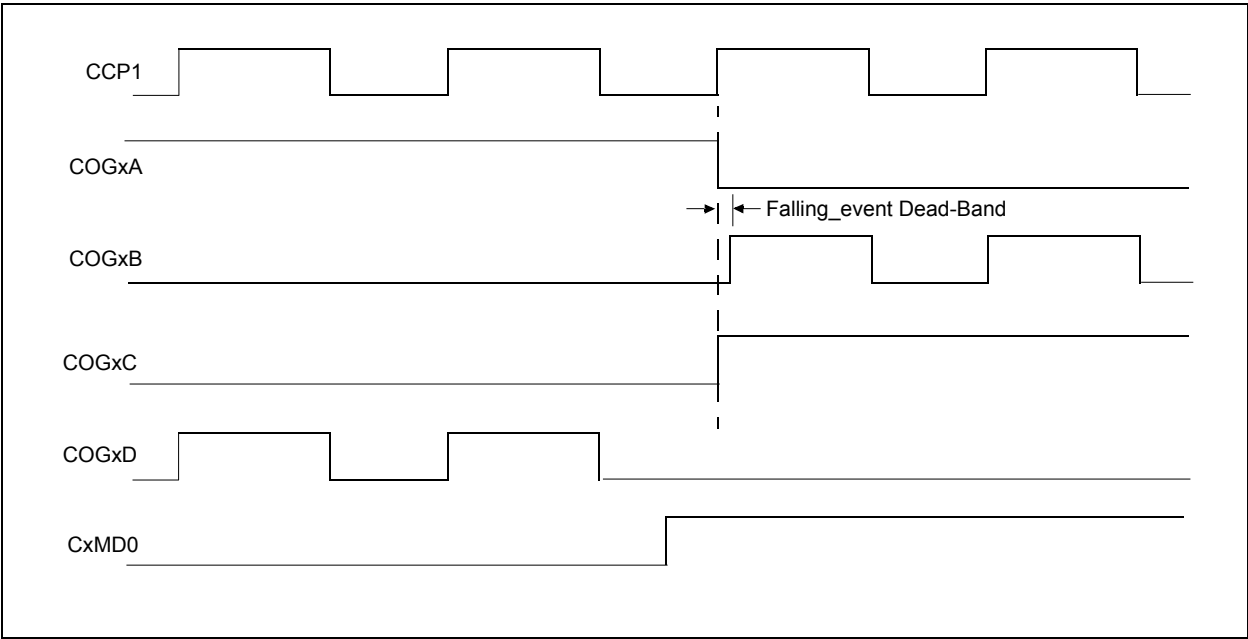 CCP1
COGxA
Falling_event Dead-Band
COGxB
COGxC
COGxD
CxMD0